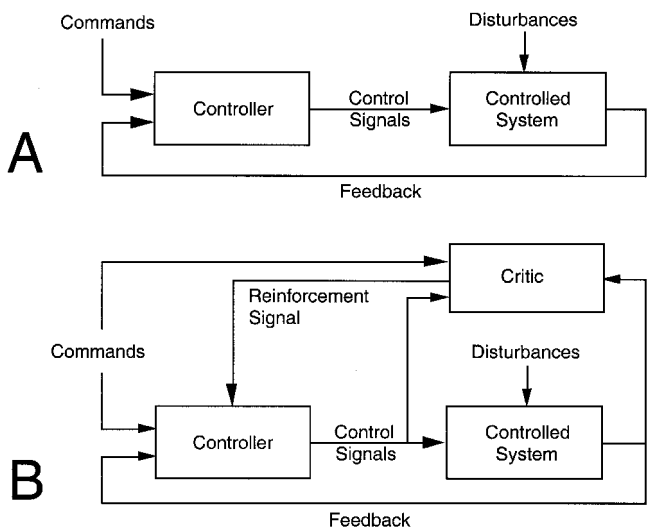 Commands
Disturbances
Controller
Control
Signals
Controlled
System
A
Feedback
Critic
Reinforcement
Signal
Commands
Disturbances
Controller
Control
Signals
Controlled
System
B
Feedback